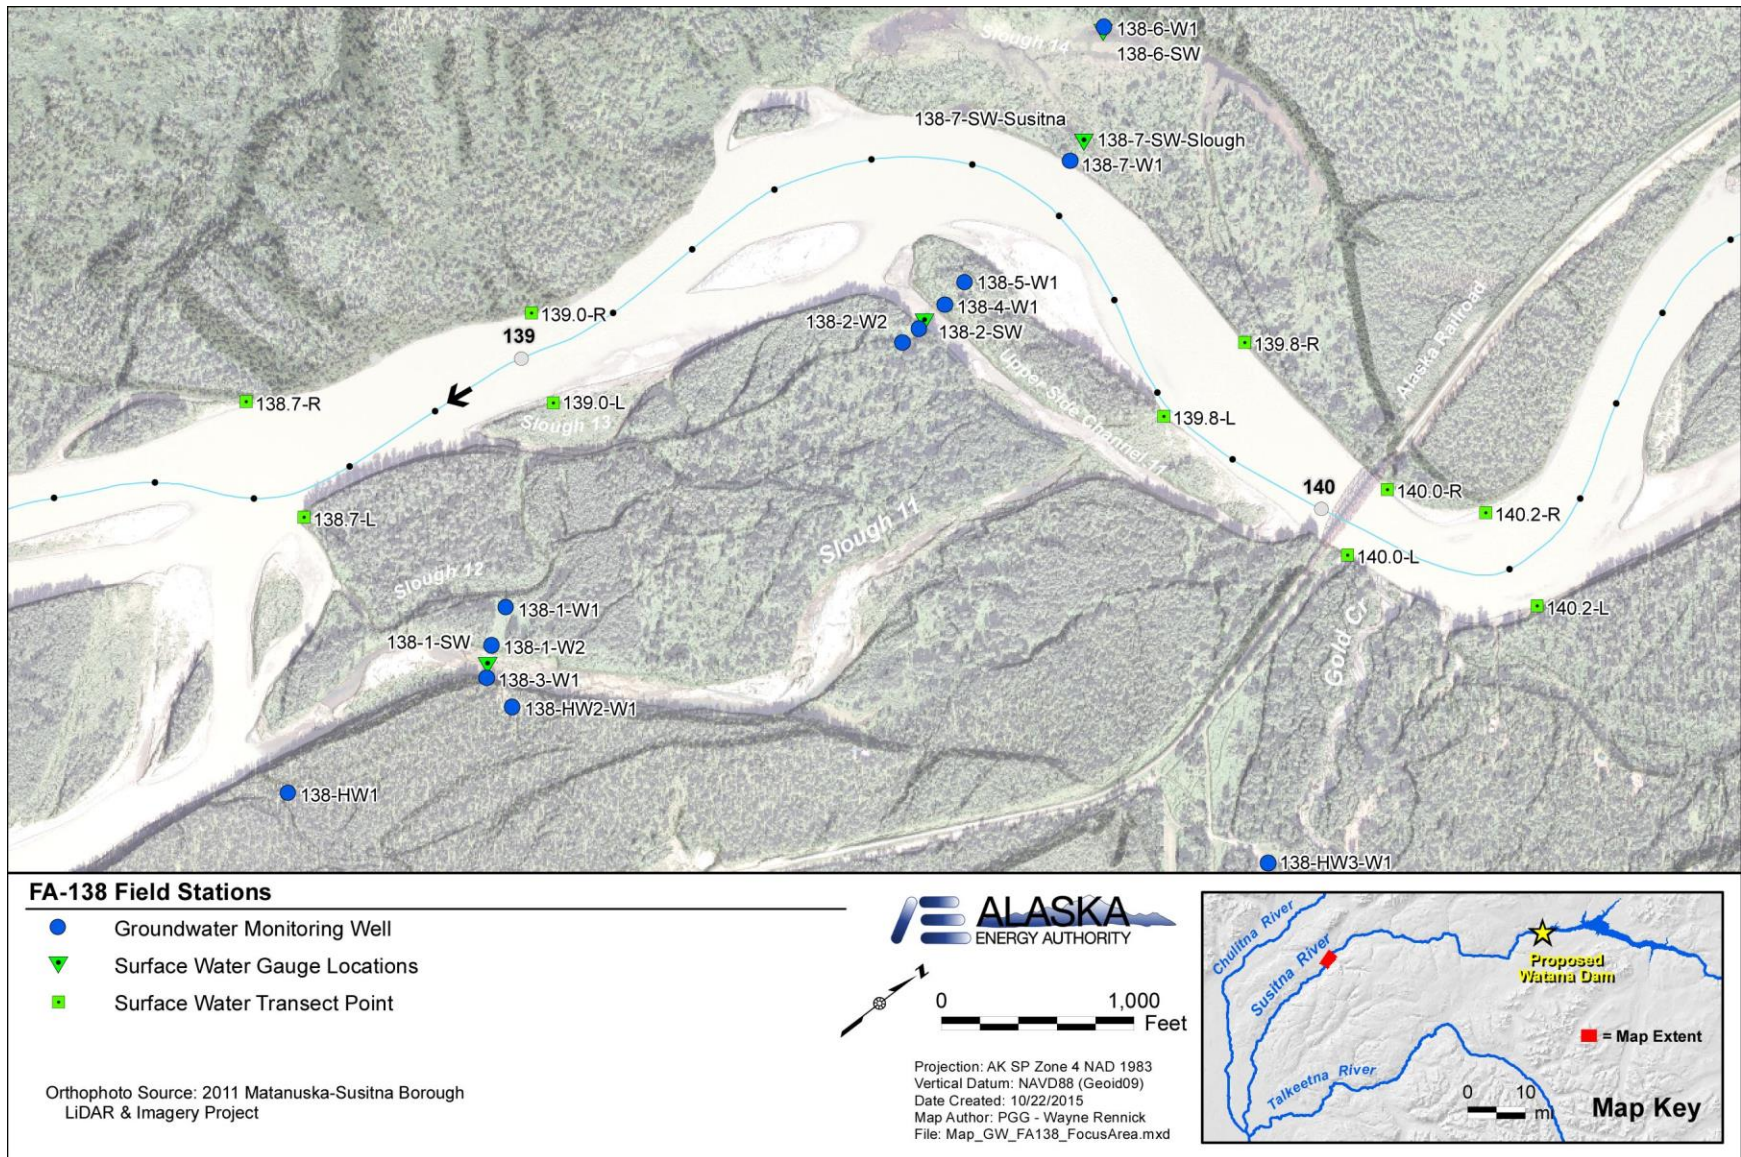 Slough 14
138-6-W1
138-6-SW
138-7-SW-Susitna
138-7-SW-Slough
138-7-W1
138-5-W1
138-4-W1
138-2-W2
138-2-SW
139.0-R
139
139.8-R
Alaska Railroad
138.7-R
139.0-L
Slough 13
Upper Side Channel 11
139.8-L
140
140.0-R
140.2-R
138.7-L
Slough 11
140.0-L
Slough 12
138-1-W1
140.2-L
Gold Cr
138-1-SW
138-1-W2
138-3-W1
138-HW2-W1
138-HW1
138-HW3-W1
FA-138 Field Stations
Groundwater Monitoring Well
Surface Water Gauge Locations
Surface Water Transect Point
Orthophoto Source: 2011 Matanuska-Susitna Borough
LiDAR & Imagery Project
ALASKA
ENERGY AUTHORITY
N
0 1,000
Feet
Projection: AK SP Zone 4 NAD 1983
Vertical Datum: NAVD88 (Geoid09)
Date Created: 10/22/2015
Map Author: PGG - Wayne Rennick
File: Map_GW_FA138_FocusArea.mxd
Chulitna River
Susitna River
Proposed
Watana Dam
= Map Extent
Talkeetna River
0 10
mi
Map Key